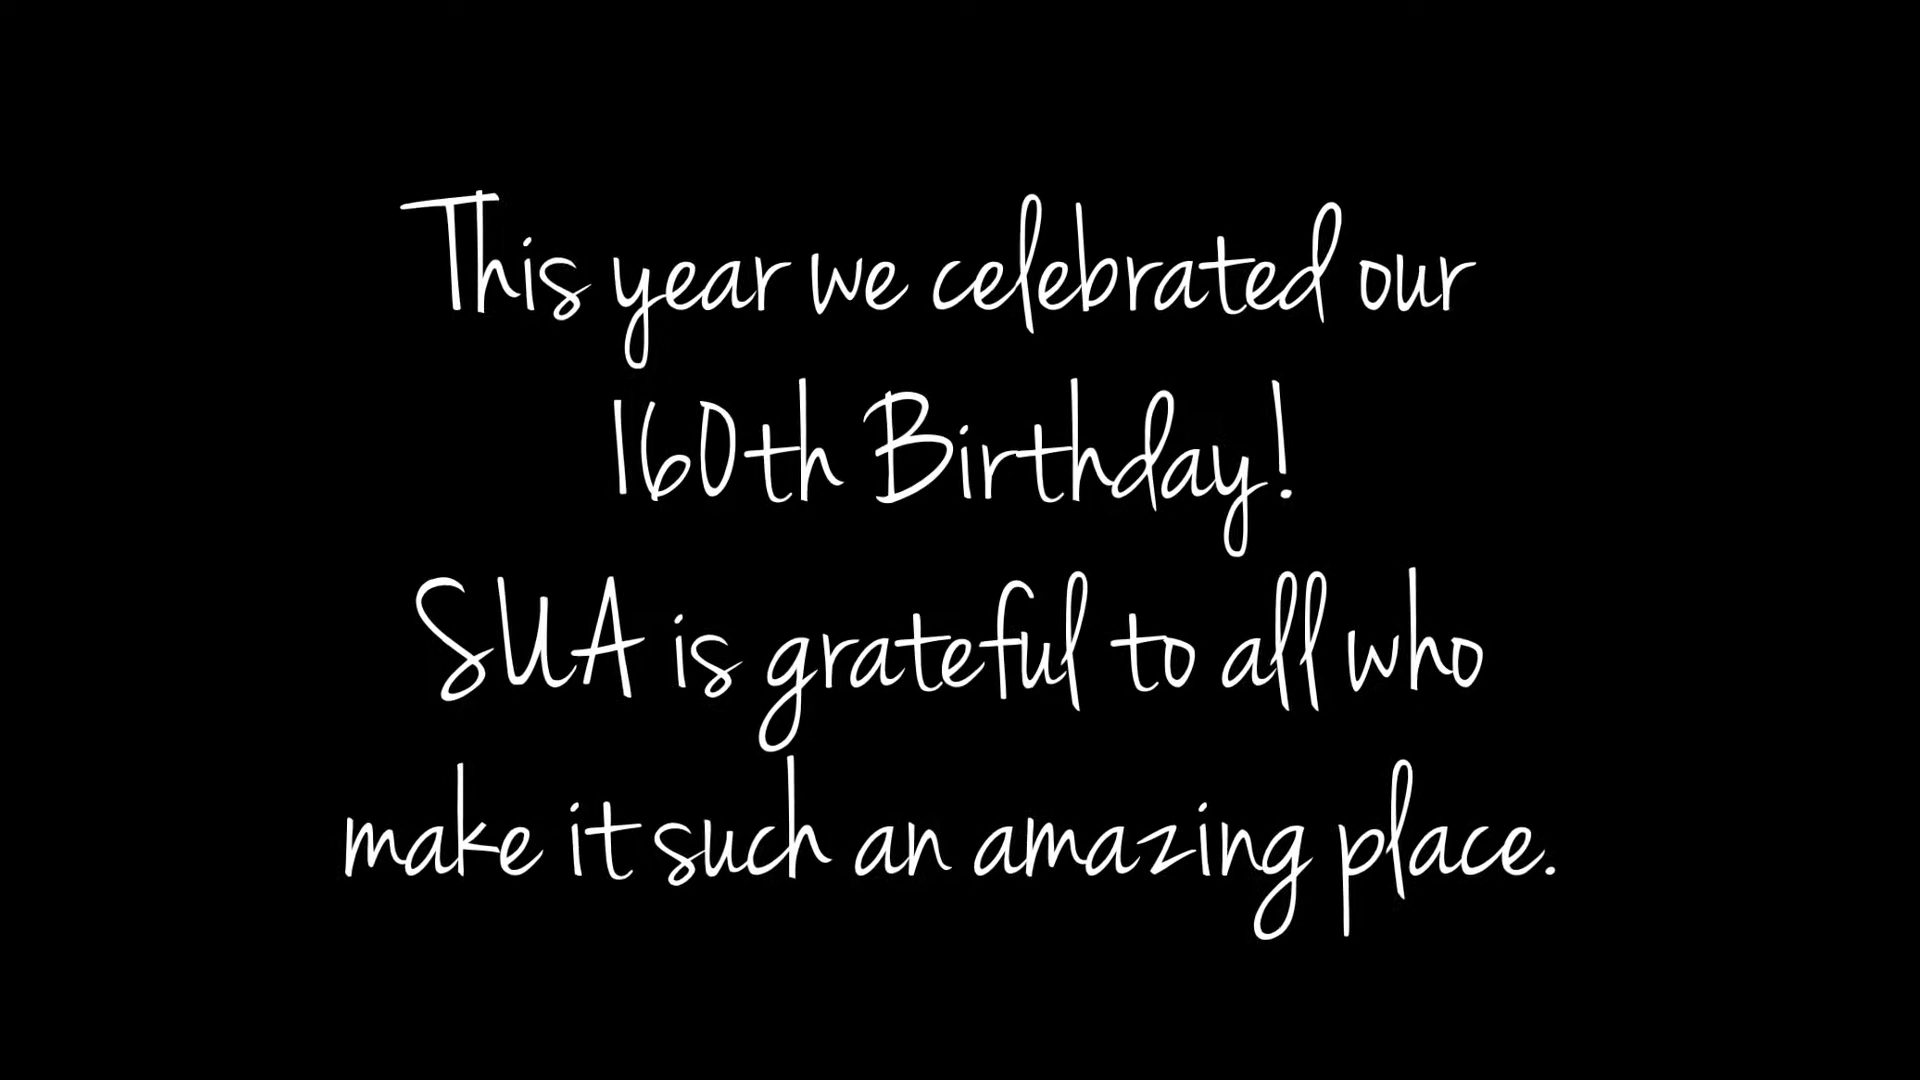 This year we celebrated our
160th Birthday!
SUA is grateful to all who
make it such an amazing place.